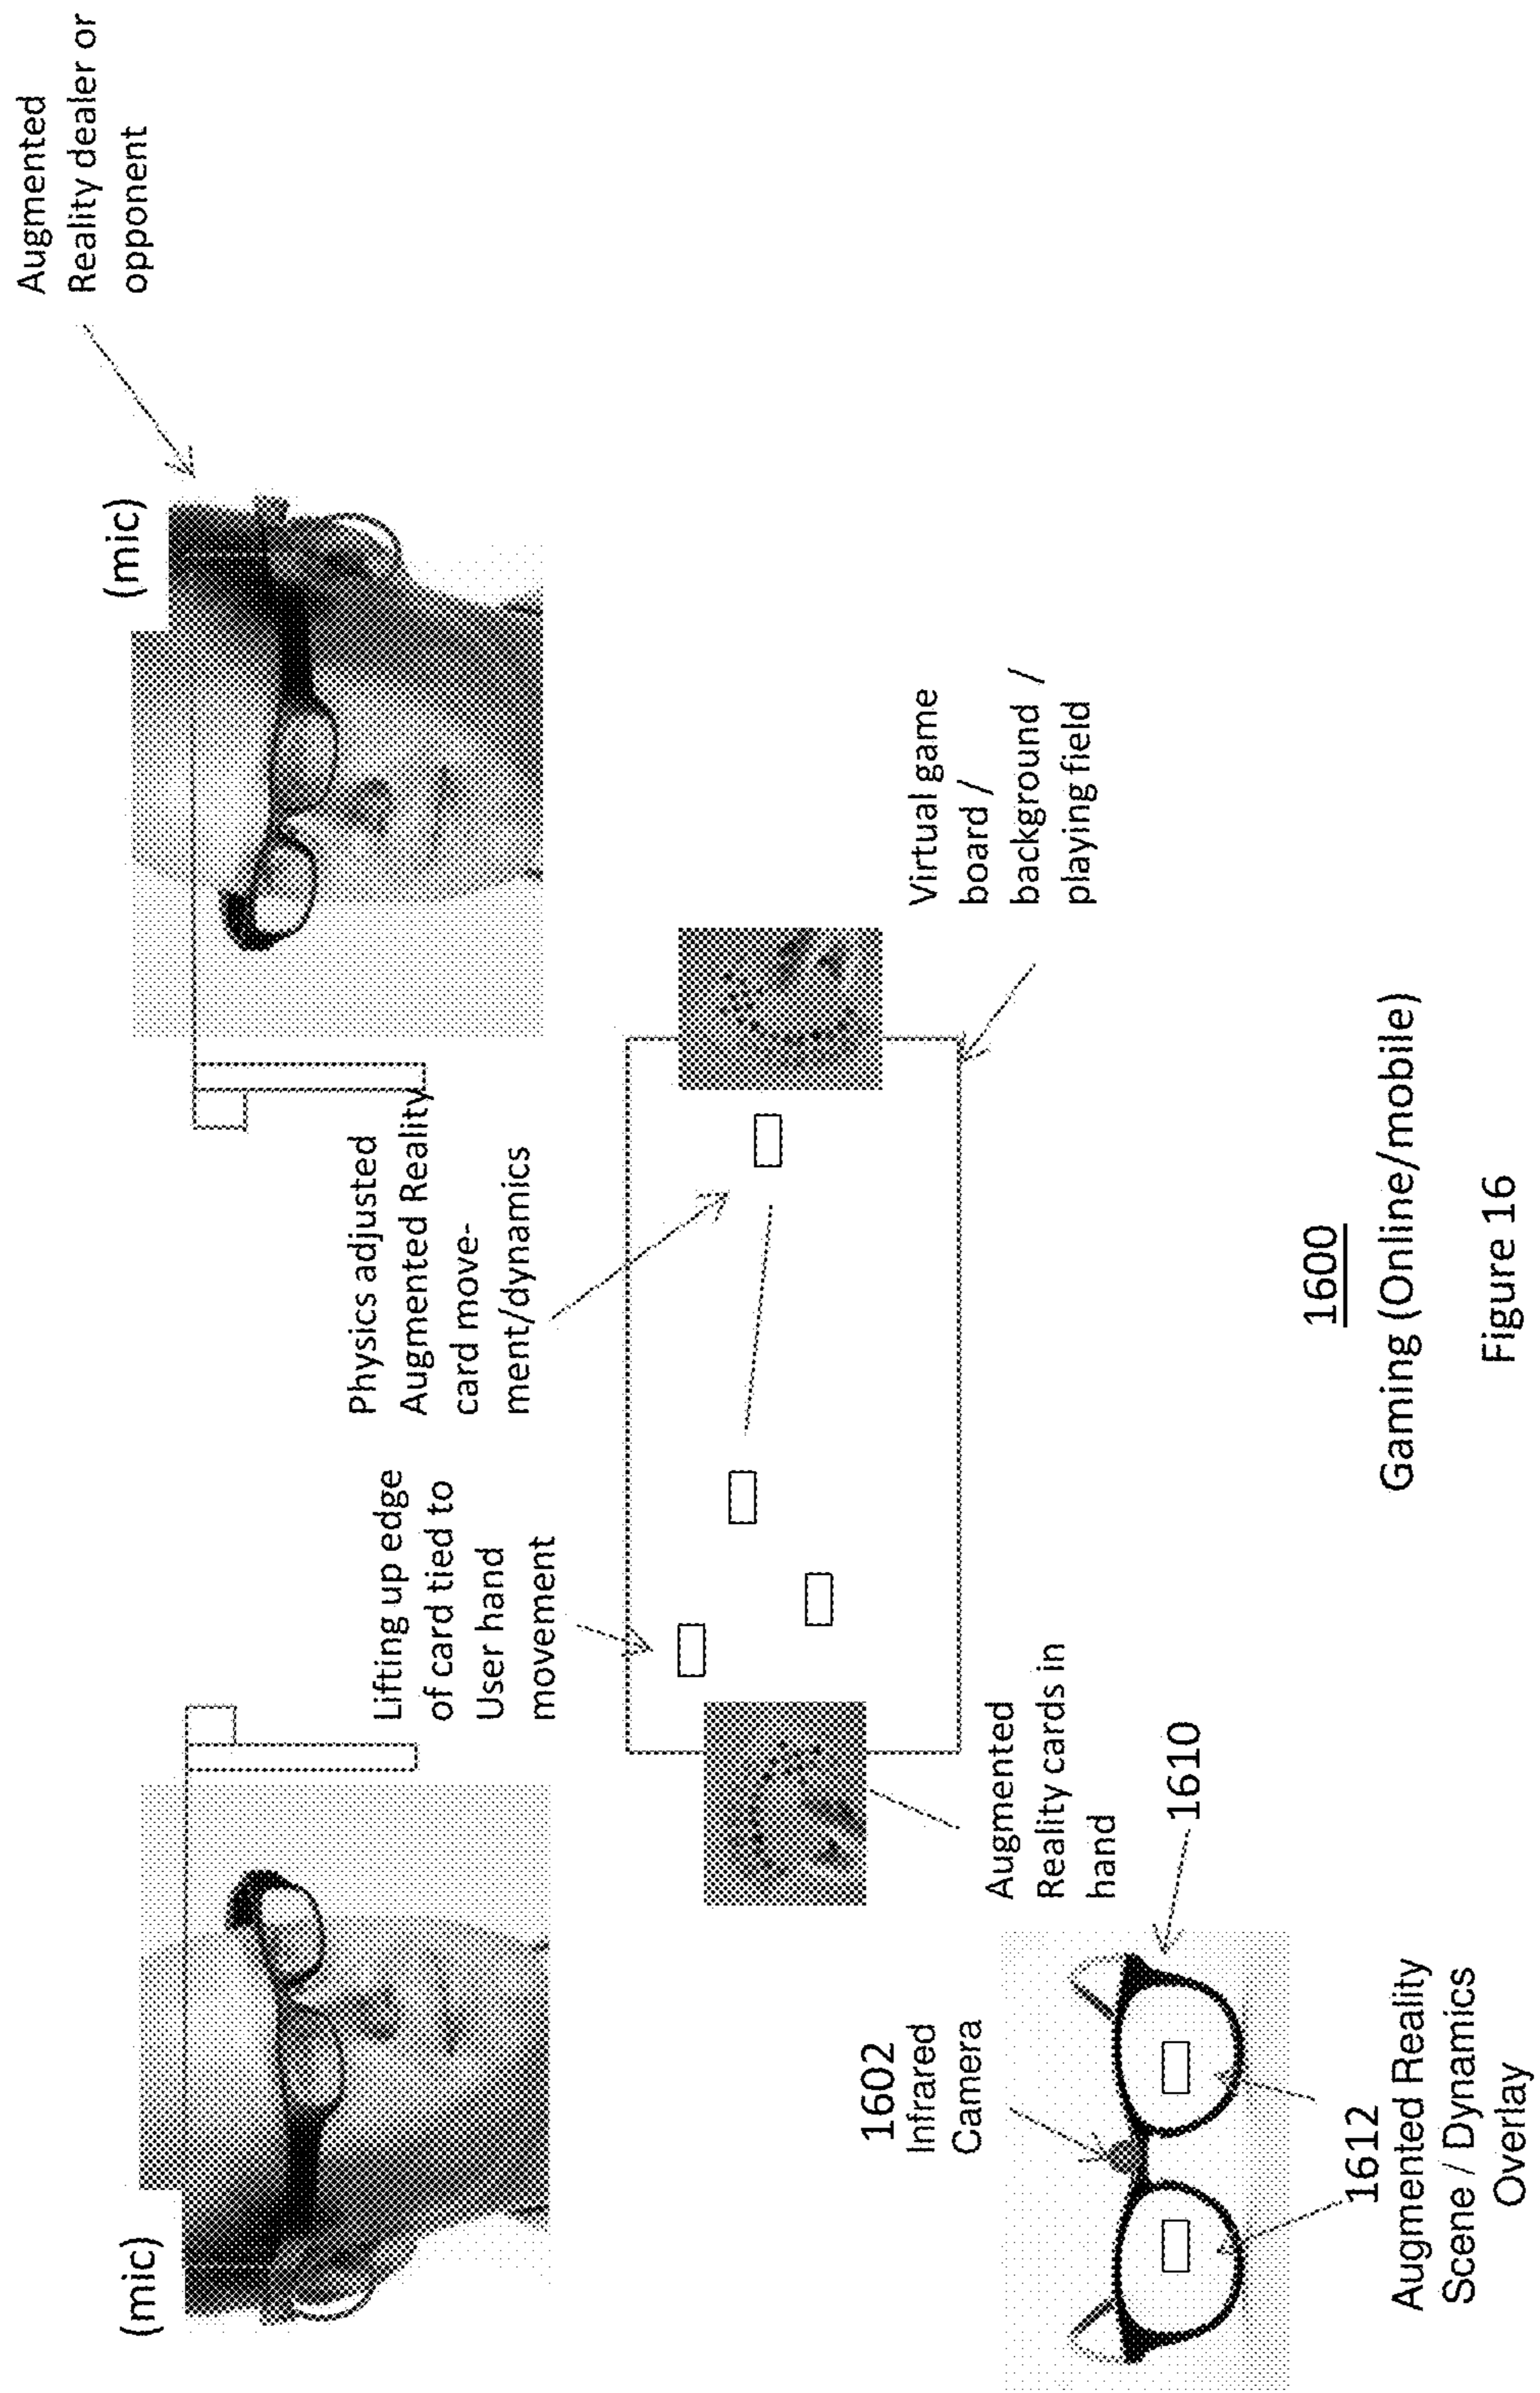 (mic)
(mic)
Augmented
Reality dealer or
opponent
Lifting up edge
of card tied to
User hand
movement
Physics adjusted
Augmented Reality
card move-
ment/dynamics
Virtual game
board /
background /
playing field
Augmented
Reality cards in
hand
1602
Infrared
Camera
1610
1612
Augmented Reality
Scene / Dynamics
Overlay
1600
Gaming (Online/mobile)
Figure 16